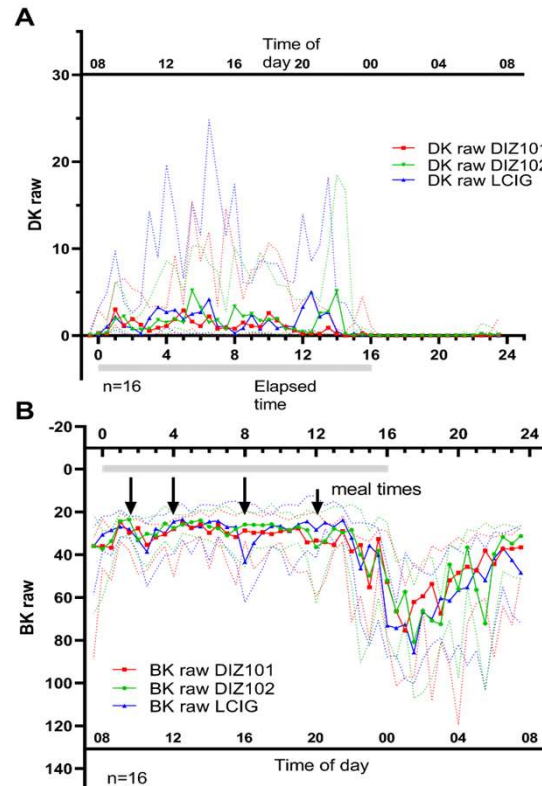 A
Time of
day
08 12 16 20 00 04 08
30
20
10
0
DK raw
DK raw DIZ101
DK raw DIZ102
DK raw LCIG
0 4 8 12 16 20 24
n=16
Elapsed
time
B
-20
0
20
40
60
80
100
120
140
BK raw
0 4 8 12 16 20 24
meal times
BK raw DIZ101
BK raw DIZ102
BK raw LCIG
08 12 16 20 00 04 08
Time of day
n=16